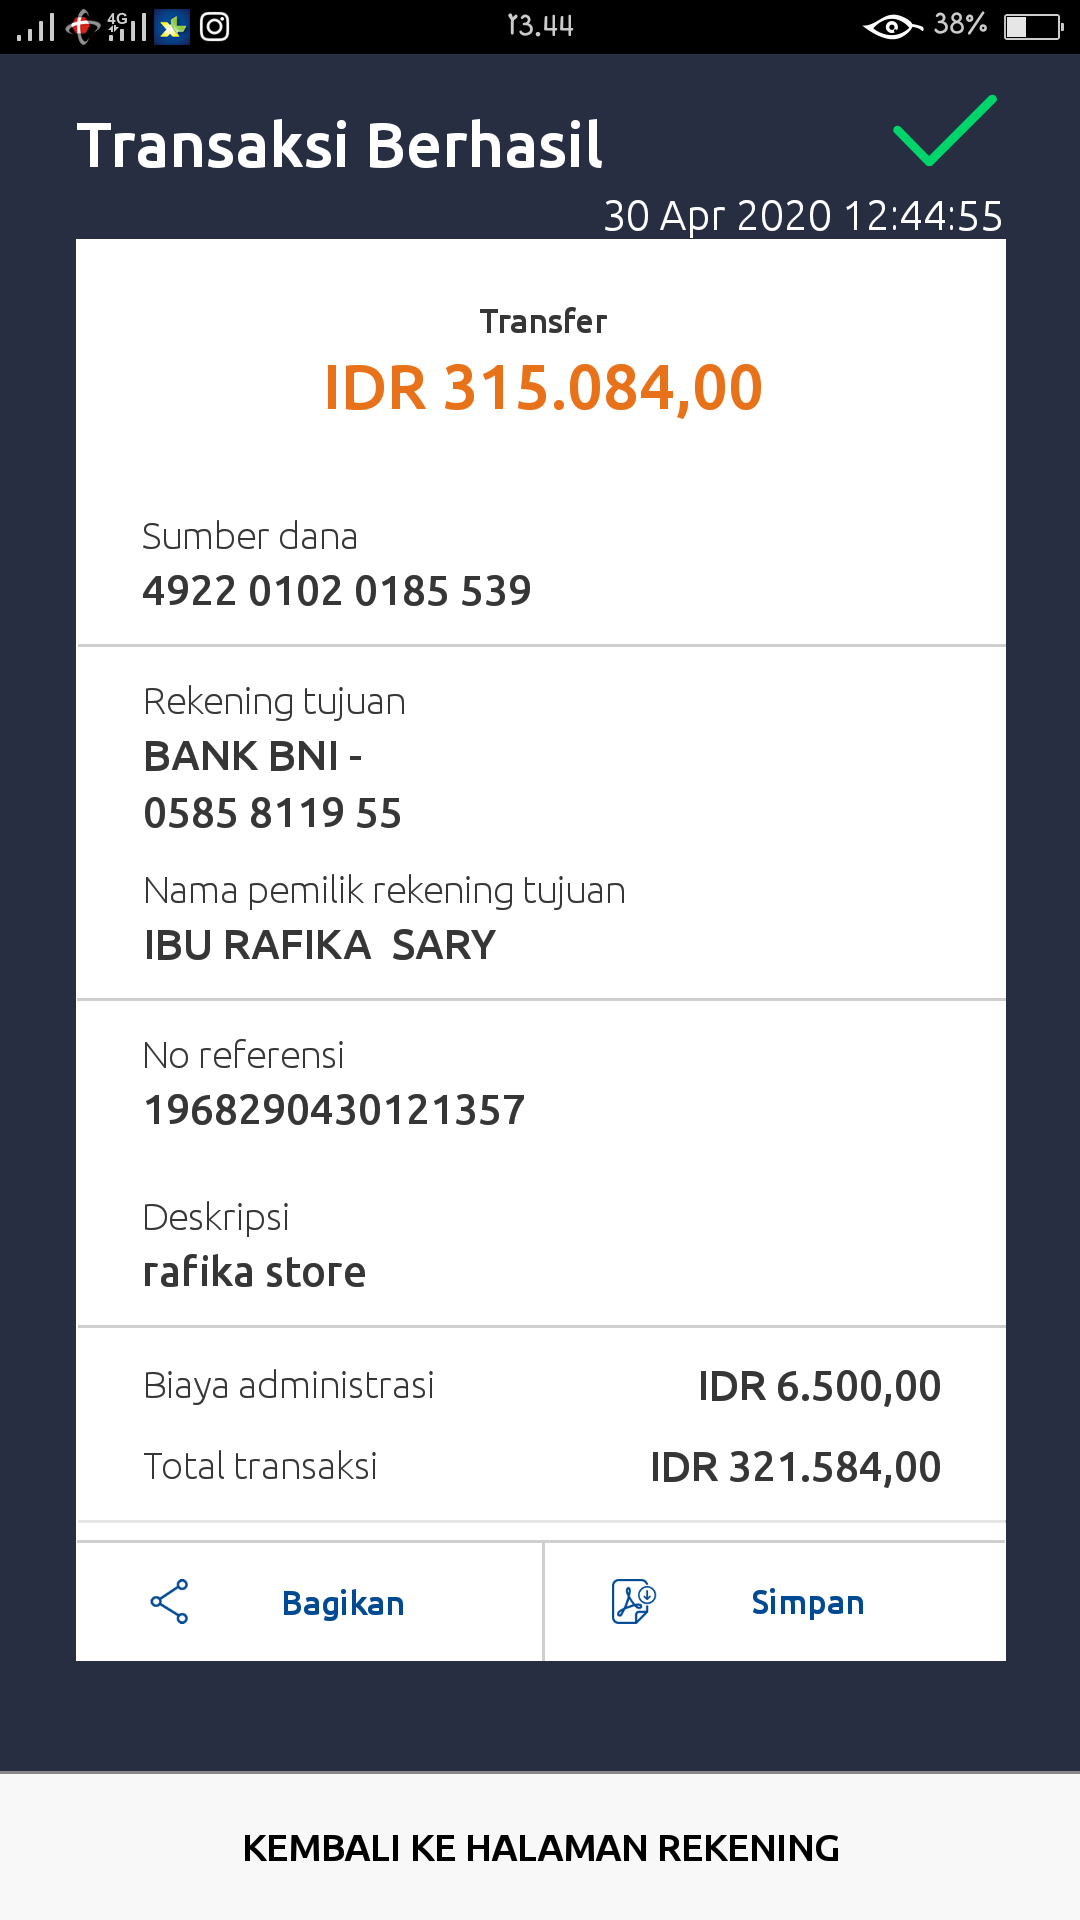 4G 13.44 38%
Transaksi Berhasil
30 Apr 2020 12:44:55
Transfer
IDR 315.084,00
Sumber dana
4922 0102 0185 539
Rekening tujuan
BANK BNI -
0585 8119 55
Nama pemilik rekening tujuan
IBU RAFIKA SARY
No referensi
1968290430121357
Deskripsi
rafika store
Biaya administrasi IDR 6.500,00
Total transaksi IDR 321.584,00
Bagikan Simpan
KEMBALI KE HALAMAN REKENING